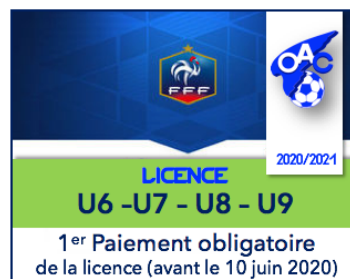 FFF
OAC
2020/2021
LICENCE
U6 -U7 - U8 - U9
1er Paiement obligatoire
de la licence (avant le 10 juin 2020)